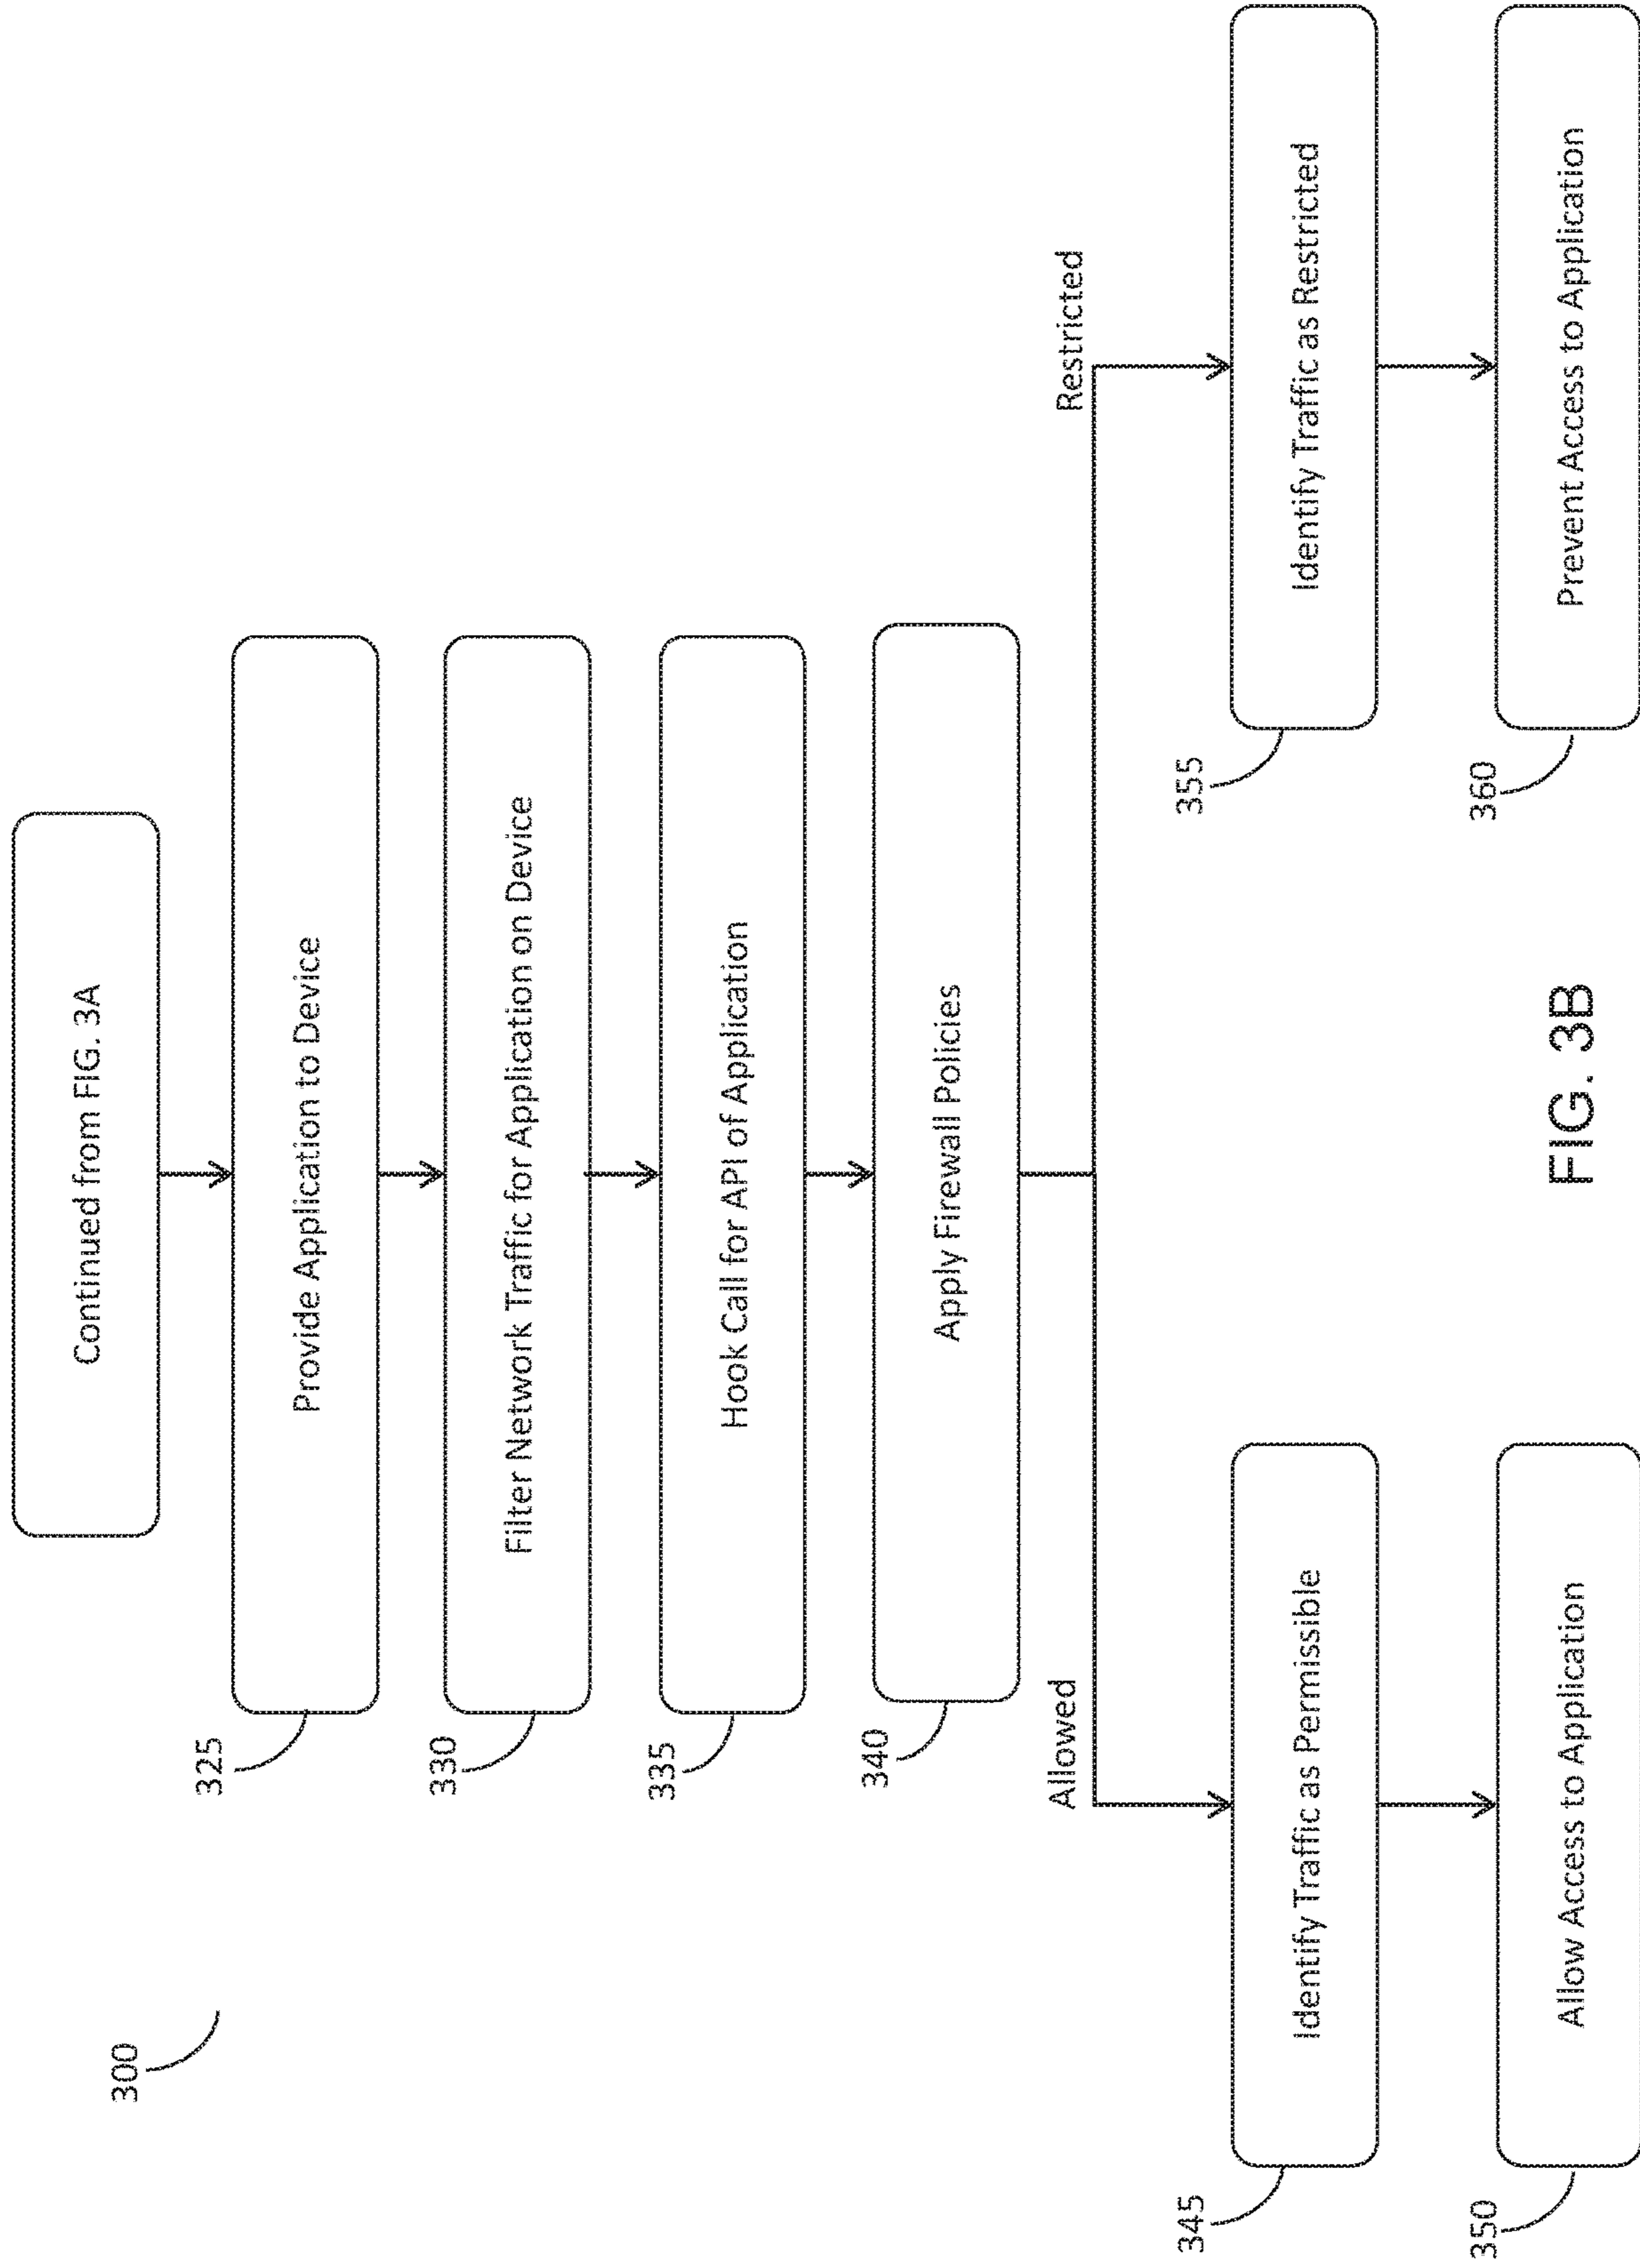 300
Continued from FIG. 3A
325
Provide Application to Device
330
Filter Network Traffic for Application on Device
335
Hook Call for API of Application
340
Apply Firewall Policies
Allowed
Restricted
345
Identify Traffic as Permissible
355
Identify Traffic as Restricted
350
Allow Access to Application
360
Prevent Access to Application
FIG. 3B